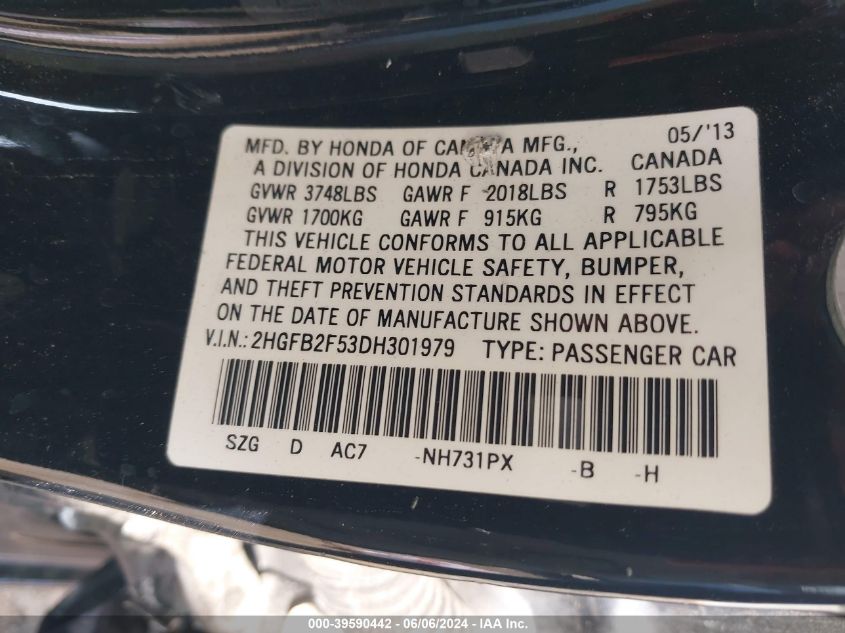 MFD. BY HONDA OF CANADA MFG., 05/'13
A DIVISION OF HONDA CANADA INC. CANADA
GVWR 3748LBS GAWR F 2018LBS R 1753LBS
GVWR 1700KG GAWR F 915KG R 795KG
THIS VEHICLE CONFORMS TO ALL APPLICABLE
FEDERAL MOTOR VEHICLE SAFETY, BUMPER,
AND THEFT PREVENTION STANDARDS IN EFFECT
ON THE DATE OF MANUFACTURE SHOWN ABOVE.
V.I.N.: 2HGFB2F53DH301979 TYPE: PASSENGER CAR
SZG D AC7 -NH731PX -B -H
000-39590442 - 06/06/2024 - IAA Inc.